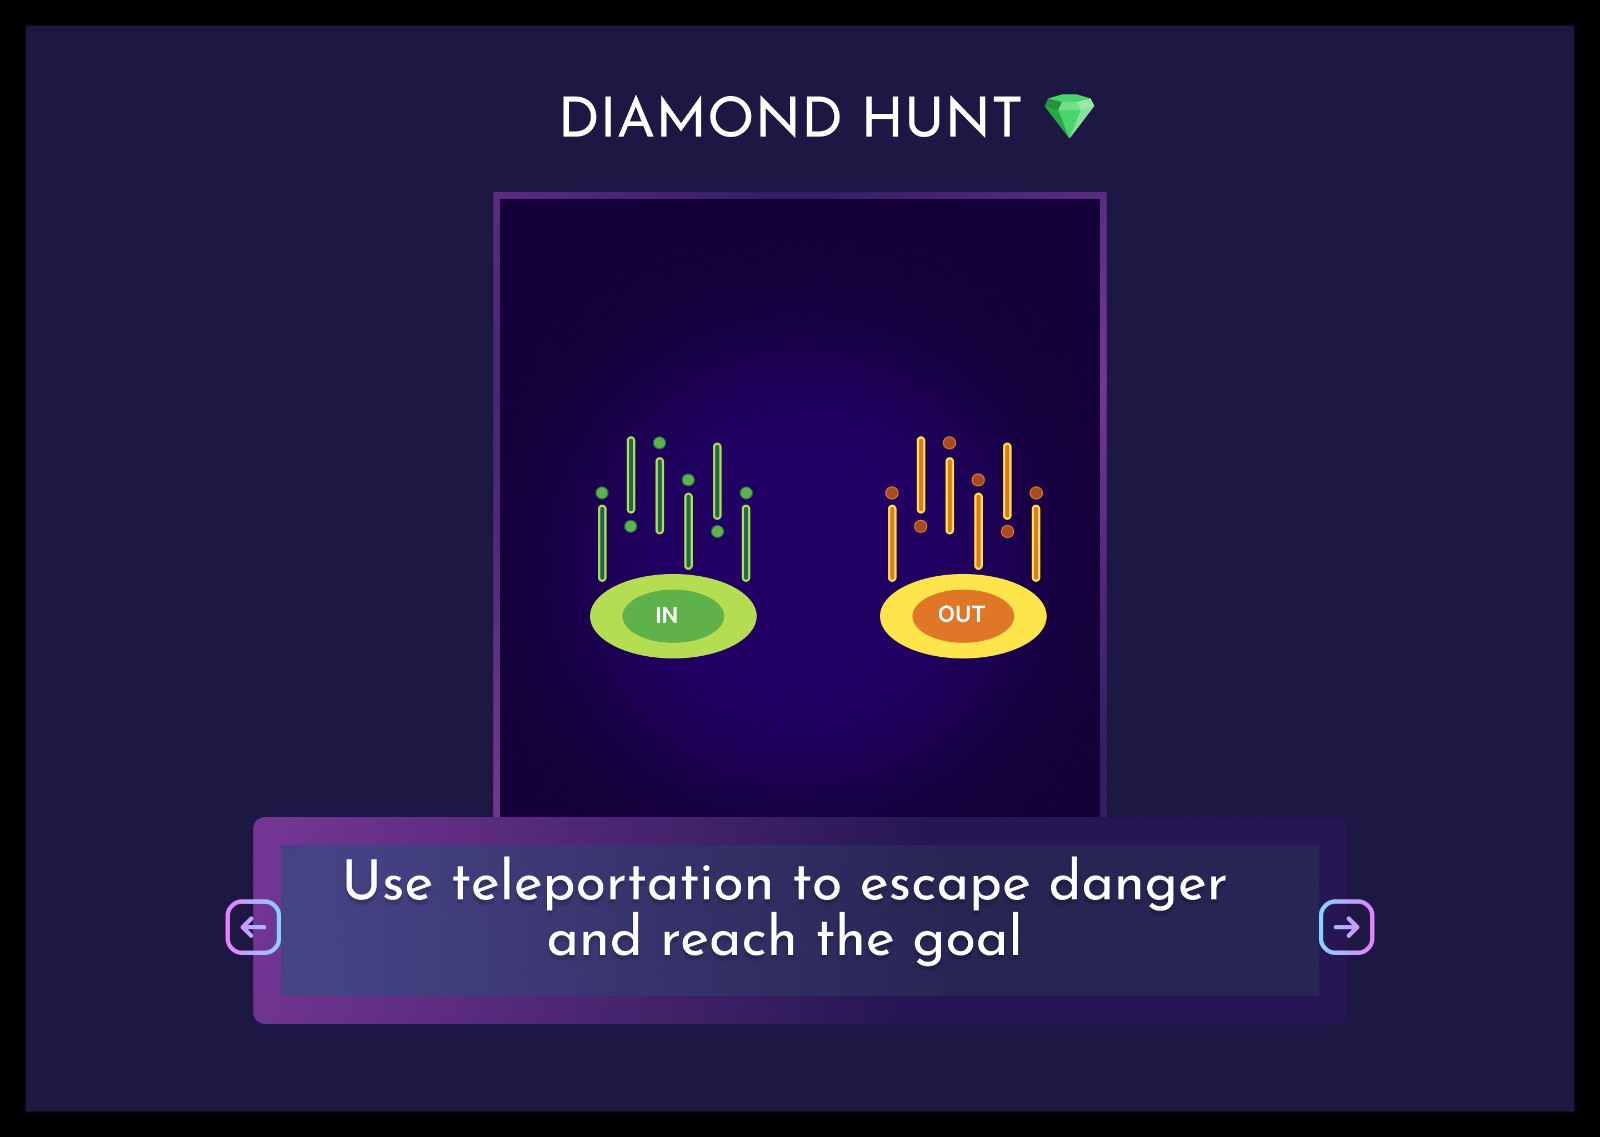 DIAMOND HUNT
IN
OUT
Use teleportation to escape danger
and reach the goal